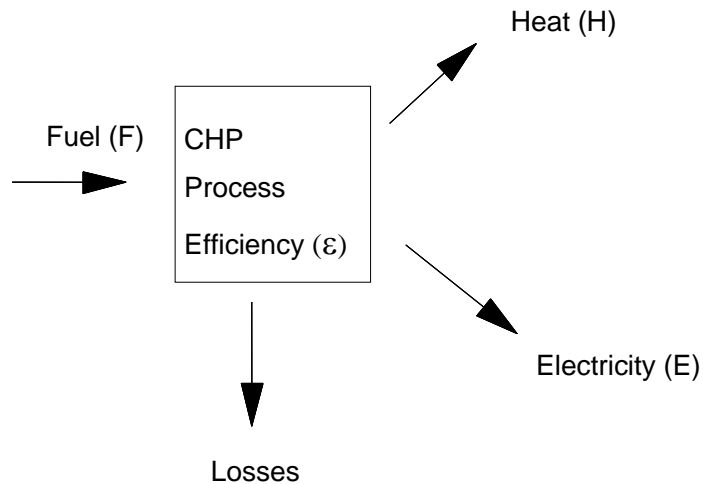 Heat (H)
Fuel (F)
CHP
Process
Efficiency (ε)
Electricity (E)
Losses